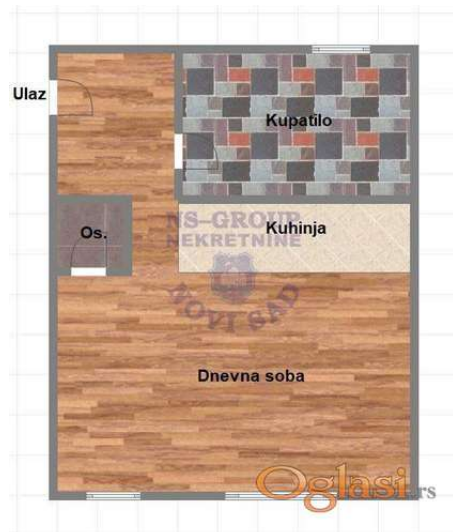 Ulaz
Kupatilo
Os.
Kuhinja
NS-GROUP
NEKRETNINE
NOVI SAD
Dnevna soba
Oglasi.rs